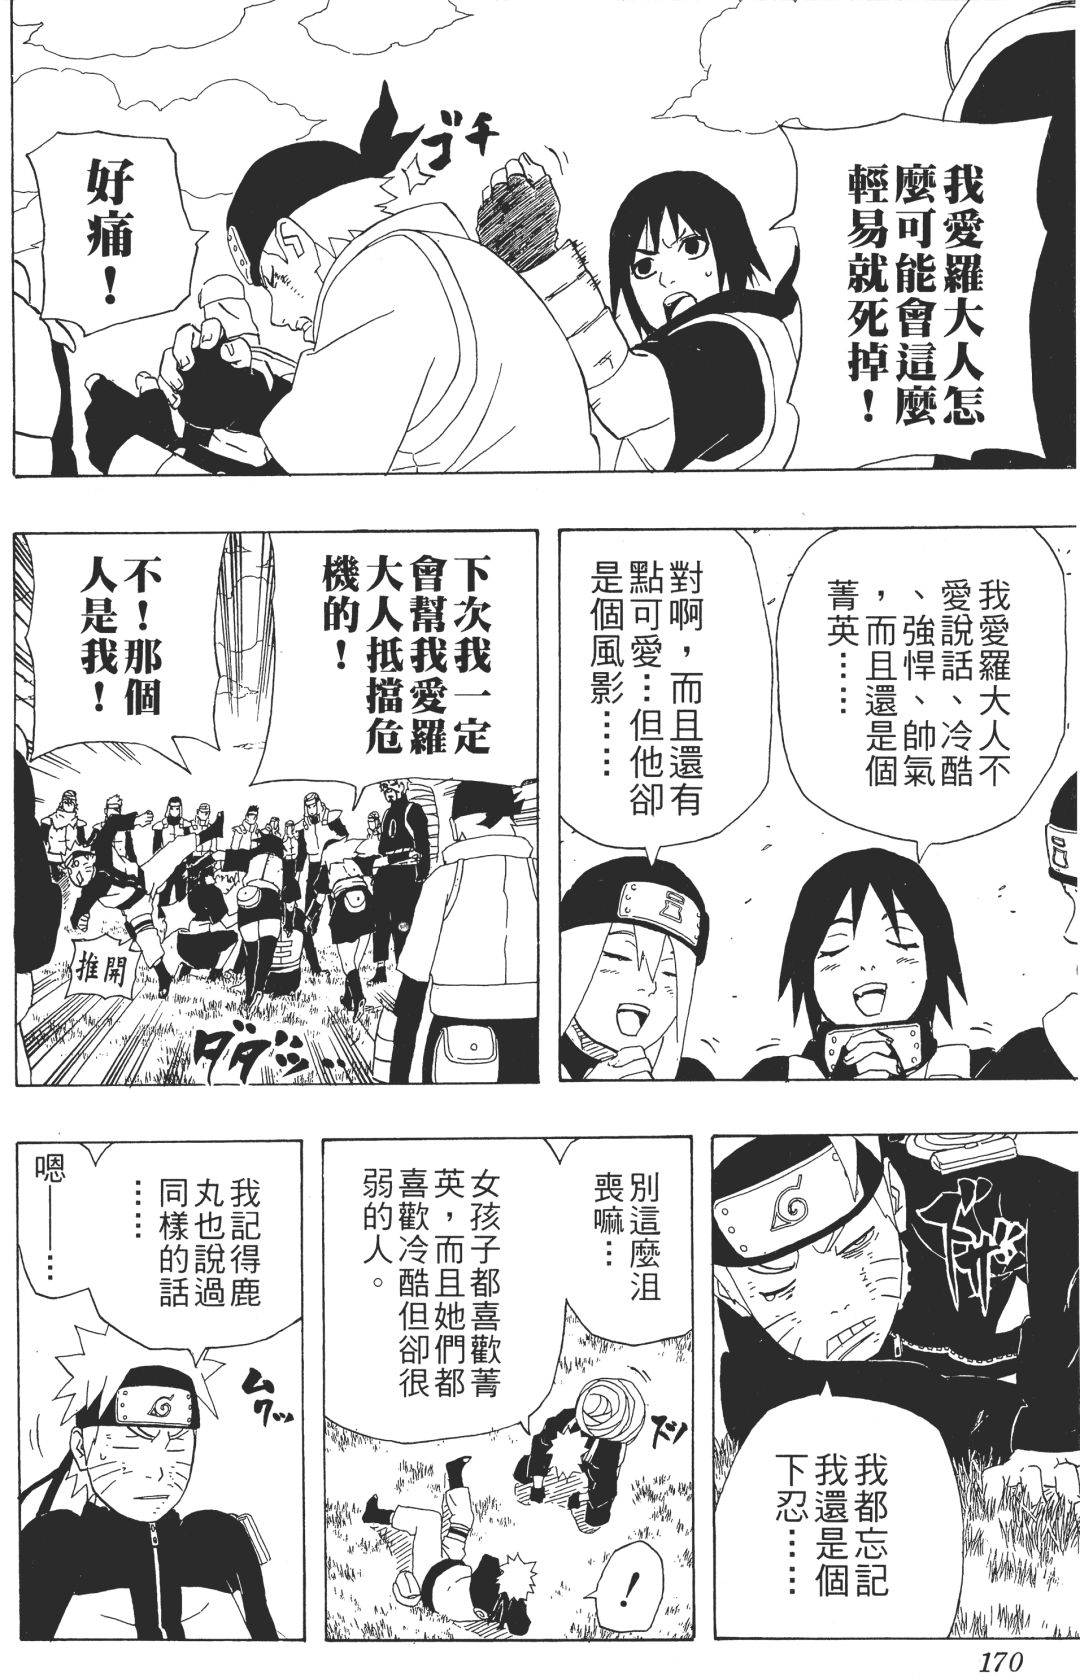 我愛羅大人怎
麼可能會這麼
輕易就死掉！
ゴチ
好痛！
我愛羅大人不
愛說話、冷酷
、強悍、帥氣
，而且還是個
菁英……
對啊，而且還有
點可愛…但他卻
是個風影……
下次我一定
會幫我愛羅
大人抵擋危
機的！
不！那個
人是我！
推開
ダダッ…
我都忘記
我還是個
下忍……
別這麼沮
喪嘛…
女孩子都喜歡菁
英，而且她們都
喜歡冷酷但卻很
弱的人。
！
我記得鹿
丸也說過
同樣的話
……
嗯──…
ムクッ
170